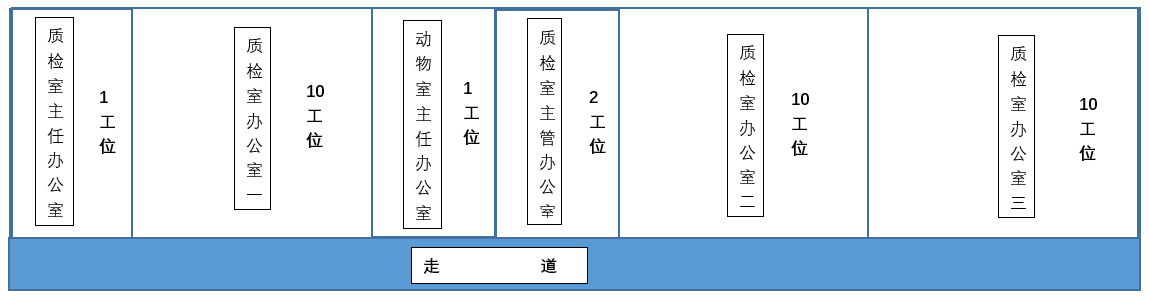 质检室主任办公室
1工位
质检室办公室一
10工位
动物室主任办公室
1工位
质检室主管办公室
2工位
质检室办公室二
10工位
质检室办公室三
10工位
走 道